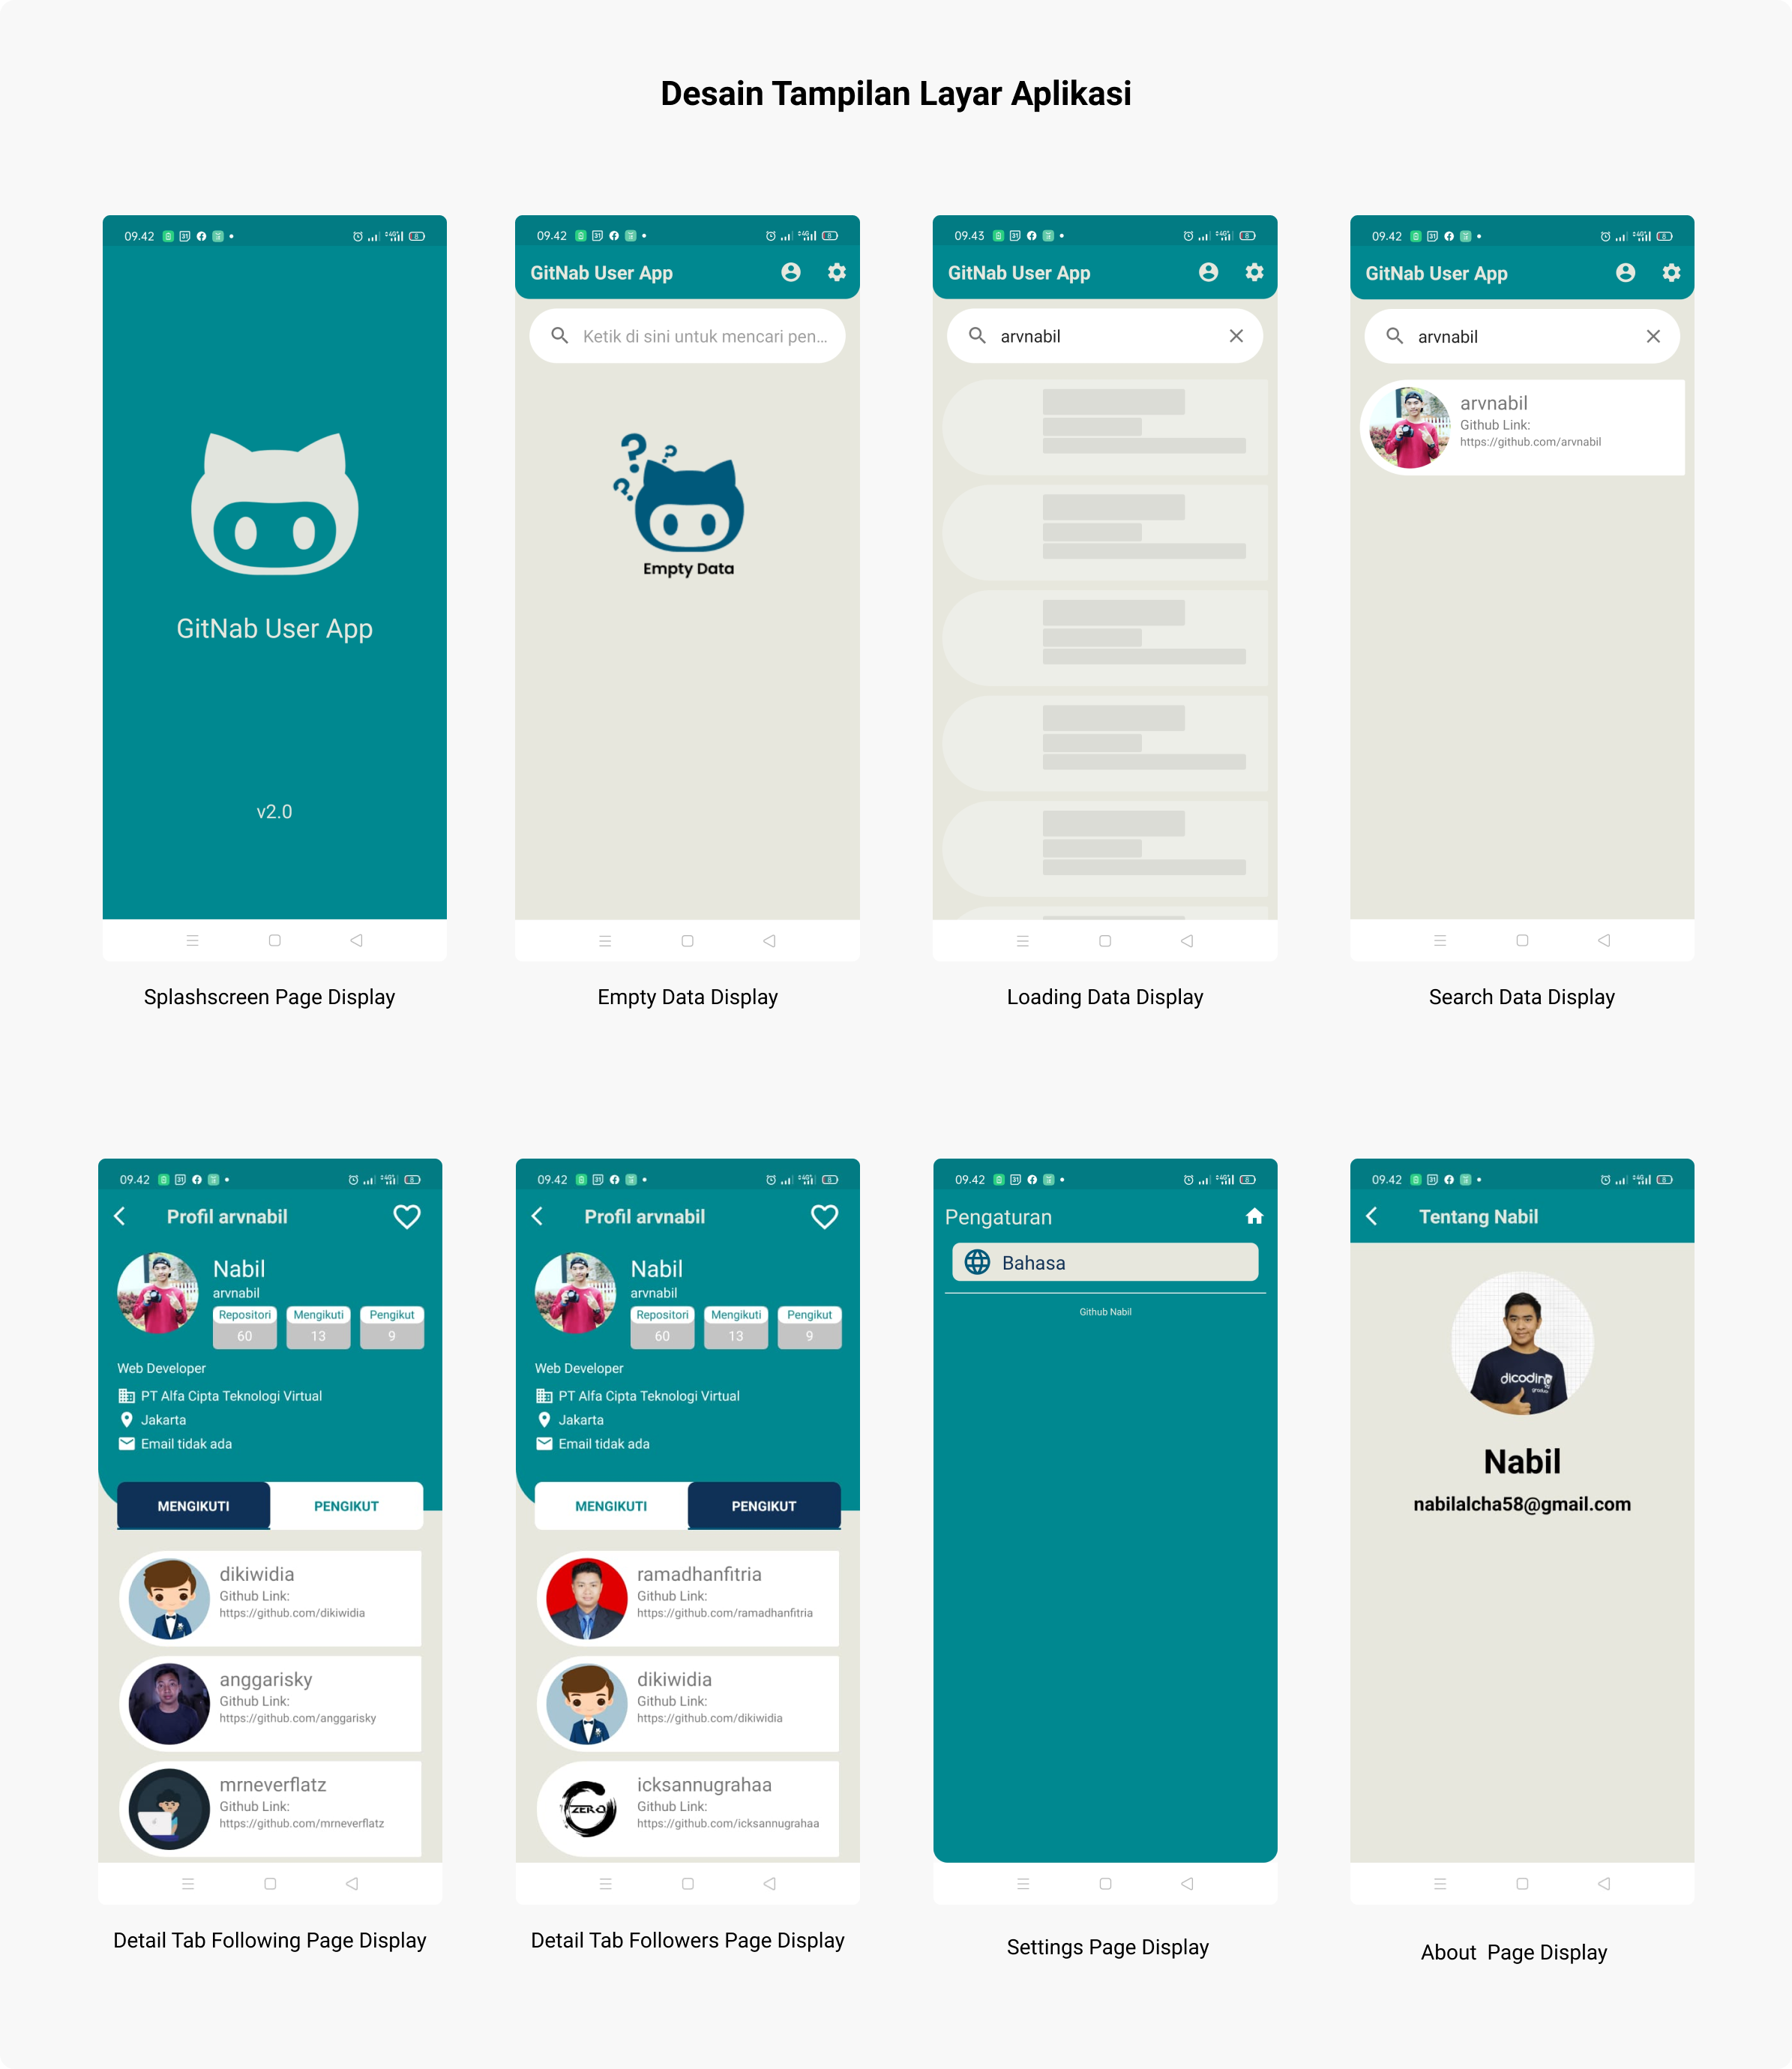 Desain Tampilan Layar Aplikasi
09.42
GitNab User App
v2.0
Splashscreen Page Display
09.42
GitNab User App
Ketik di sini untuk mencari pen...
? ? ?
Empty Data
Empty Data Display
09.43
GitNab User App
arvnabil
Loading Data Display
09.42
GitNab User App
arvnabil
arvnabil
Github Link:
https://github.com/arvnabil
Search Data Display
09.42
Profil arvnabil
Nabil
arvnabil
Repositori Mengikuti Pengikut
60 13 9
Web Developer
PT Alfa Cipta Teknologi Virtual
Jakarta
Email tidak ada
MENGIKUTI PENGIKUT
dikiwidia
Github Link:
https://github.com/dikiwidia
anggarisky
Github Link:
https://github.com/anggarisky
mrneverflatz
Github Link:
https://github.com/mrneverflatz
Detail Tab Following Page Display
09.42
Profil arvnabil
Nabil
arvnabil
Repositori Mengikuti Pengikut
60 13 9
Web Developer
PT Alfa Cipta Teknologi Virtual
Jakarta
Email tidak ada
MENGIKUTI PENGIKUT
ramadhanfitria
Github Link:
https://github.com/ramadhanfitria
dikiwidia
Github Link:
https://github.com/dikiwidia
ZERO
icksannugrahaa
Github Link:
https://github.com/icksannugrahaa
Detail Tab Followers Page Display
09.42
Pengaturan
Bahasa
Github Nabil
Settings Page Display
09.42
Tentang Nabil
dicoding
Nabil
nabilalcha58@gmail.com
About  Page Display